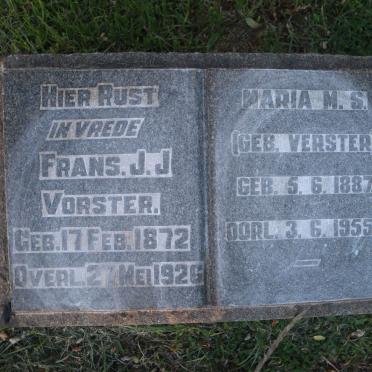 HIER RUST
IN VREDE
FRANS. J. J
VORSTER.
GEB. 17 FEB. 1872
OVERL. 27 MEI 1926
MARIA M. S.
(GEB. VERSTER
GEB. 5. 6. 1887
OORL. 3. 6. 1955